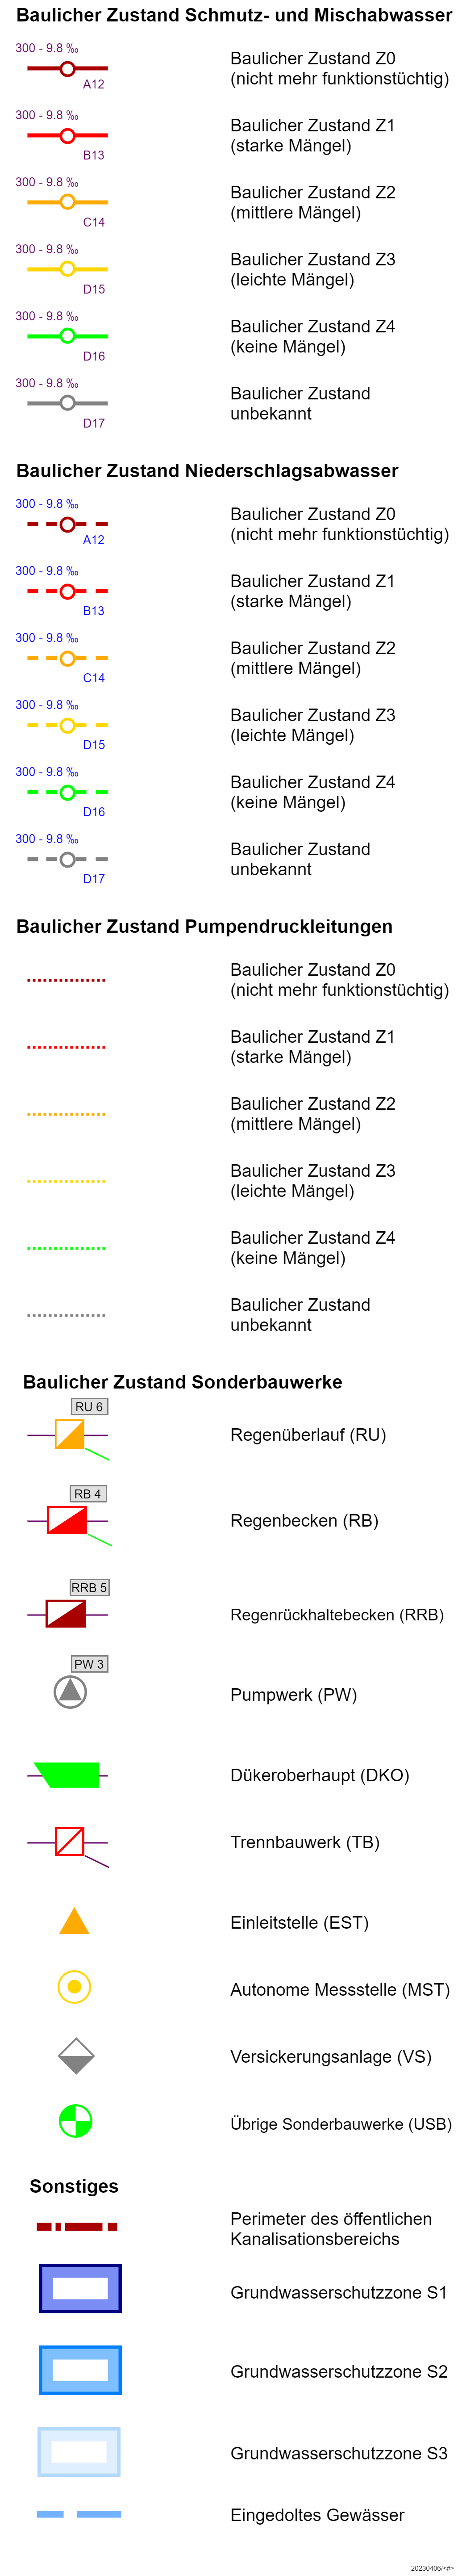 Baulicher Zustand Schmutz- und Mischabwasser
300 - 9.8 ‰
A12
Baulicher Zustand Z0
(nicht mehr funktionstüchtig)
300 - 9.8 ‰
B13
Baulicher Zustand Z1
(starke Mängel)
300 - 9.8 ‰
C14
Baulicher Zustand Z2
(mittlere Mängel)
300 - 9.8 ‰
D15
Baulicher Zustand Z3
(leichte Mängel)
300 - 9.8 ‰
D16
Baulicher Zustand Z4
(keine Mängel)
300 - 9.8 ‰
D17
Baulicher Zustand
unbekannt
Baulicher Zustand Niederschlagsabwasser
300 - 9.8 ‰
A12
Baulicher Zustand Z0
(nicht mehr funktionstüchtig)
300 - 9.8 ‰
B13
Baulicher Zustand Z1
(starke Mängel)
300 - 9.8 ‰
C14
Baulicher Zustand Z2
(mittlere Mängel)
300 - 9.8 ‰
D15
Baulicher Zustand Z3
(leichte Mängel)
300 - 9.8 ‰
D16
Baulicher Zustand Z4
(keine Mängel)
300 - 9.8 ‰
D17
Baulicher Zustand
unbekannt
Baulicher Zustand Pumpendruckleitungen
Baulicher Zustand Z0
(nicht mehr funktionstüchtig)
Baulicher Zustand Z1
(starke Mängel)
Baulicher Zustand Z2
(mittlere Mängel)
Baulicher Zustand Z3
(leichte Mängel)
Baulicher Zustand Z4
(keine Mängel)
Baulicher Zustand
unbekannt
Baulicher Zustand Sonderbauwerke
RU 6
Regenüberlauf (RU)
RB 4
Regenbecken (RB)
RRB 5
Regenrückhaltebecken (RRB)
PW 3
Pumpwerk (PW)
Dükeroberhaupt (DKO)
Trennbauwerk (TB)
Einleitstelle (EST)
Autonome Messstelle (MST)
Versickerungsanlage (VS)
Übrige Sonderbauwerke (USB)
Sonstiges
Perimeter des öffentlichen
Kanalisationsbereichs
Grundwasserschutzzone S1
Grundwasserschutzzone S2
Grundwasserschutzzone S3
Eingedoltes Gewässer
20230406/<#>